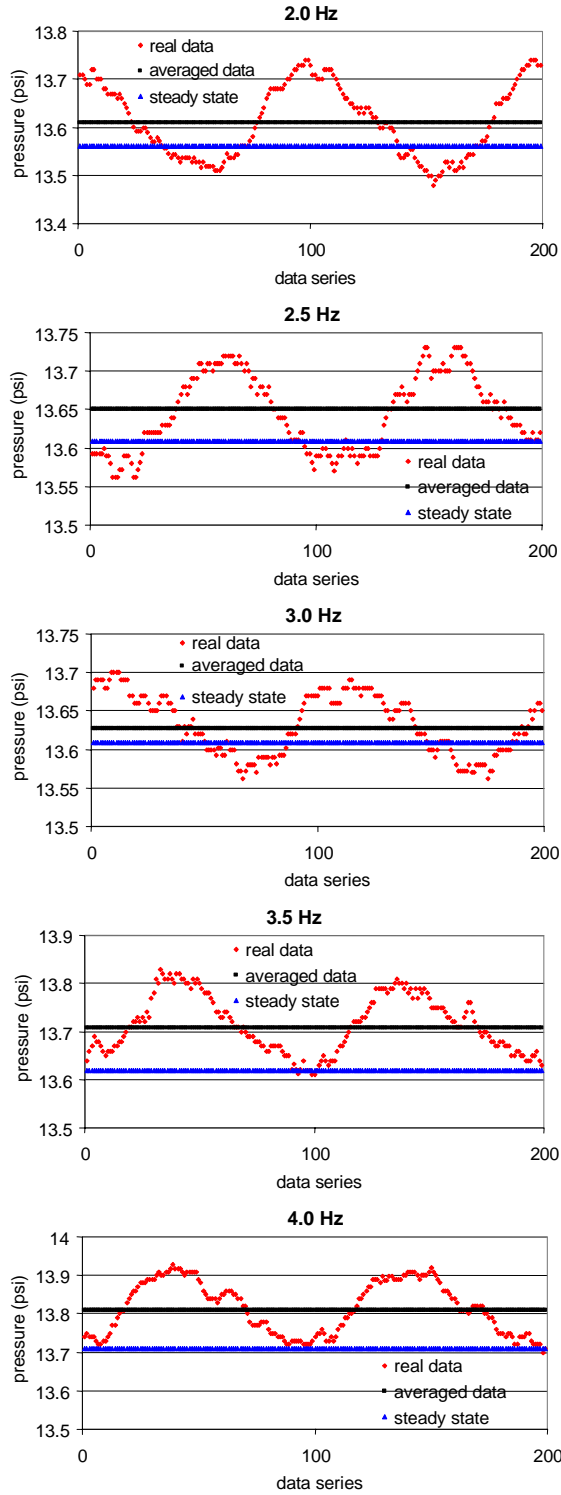 2.0 Hz
13.8
13.7
13.6
13.5
13.4
pressure (psi)
real data
averaged data
steady state
0
100
200
data series
2.5 Hz
13.75
13.7
13.65
13.6
13.55
13.5
pressure (psi)
real data
averaged data
steady state
0
100
200
data series
3.0 Hz
13.75
13.7
13.65
13.6
13.55
13.5
pressure (psi)
real data
averaged data
steady state
0
100
200
data series
3.5 Hz
13.9
13.8
13.7
13.6
13.5
pressure (psi)
real data
averaged data
steady state
0
100
200
data series
4.0 Hz
14
13.9
13.8
13.7
13.6
13.5
pressure (psi)
real data
averaged data
steady state
0
100
200
data series